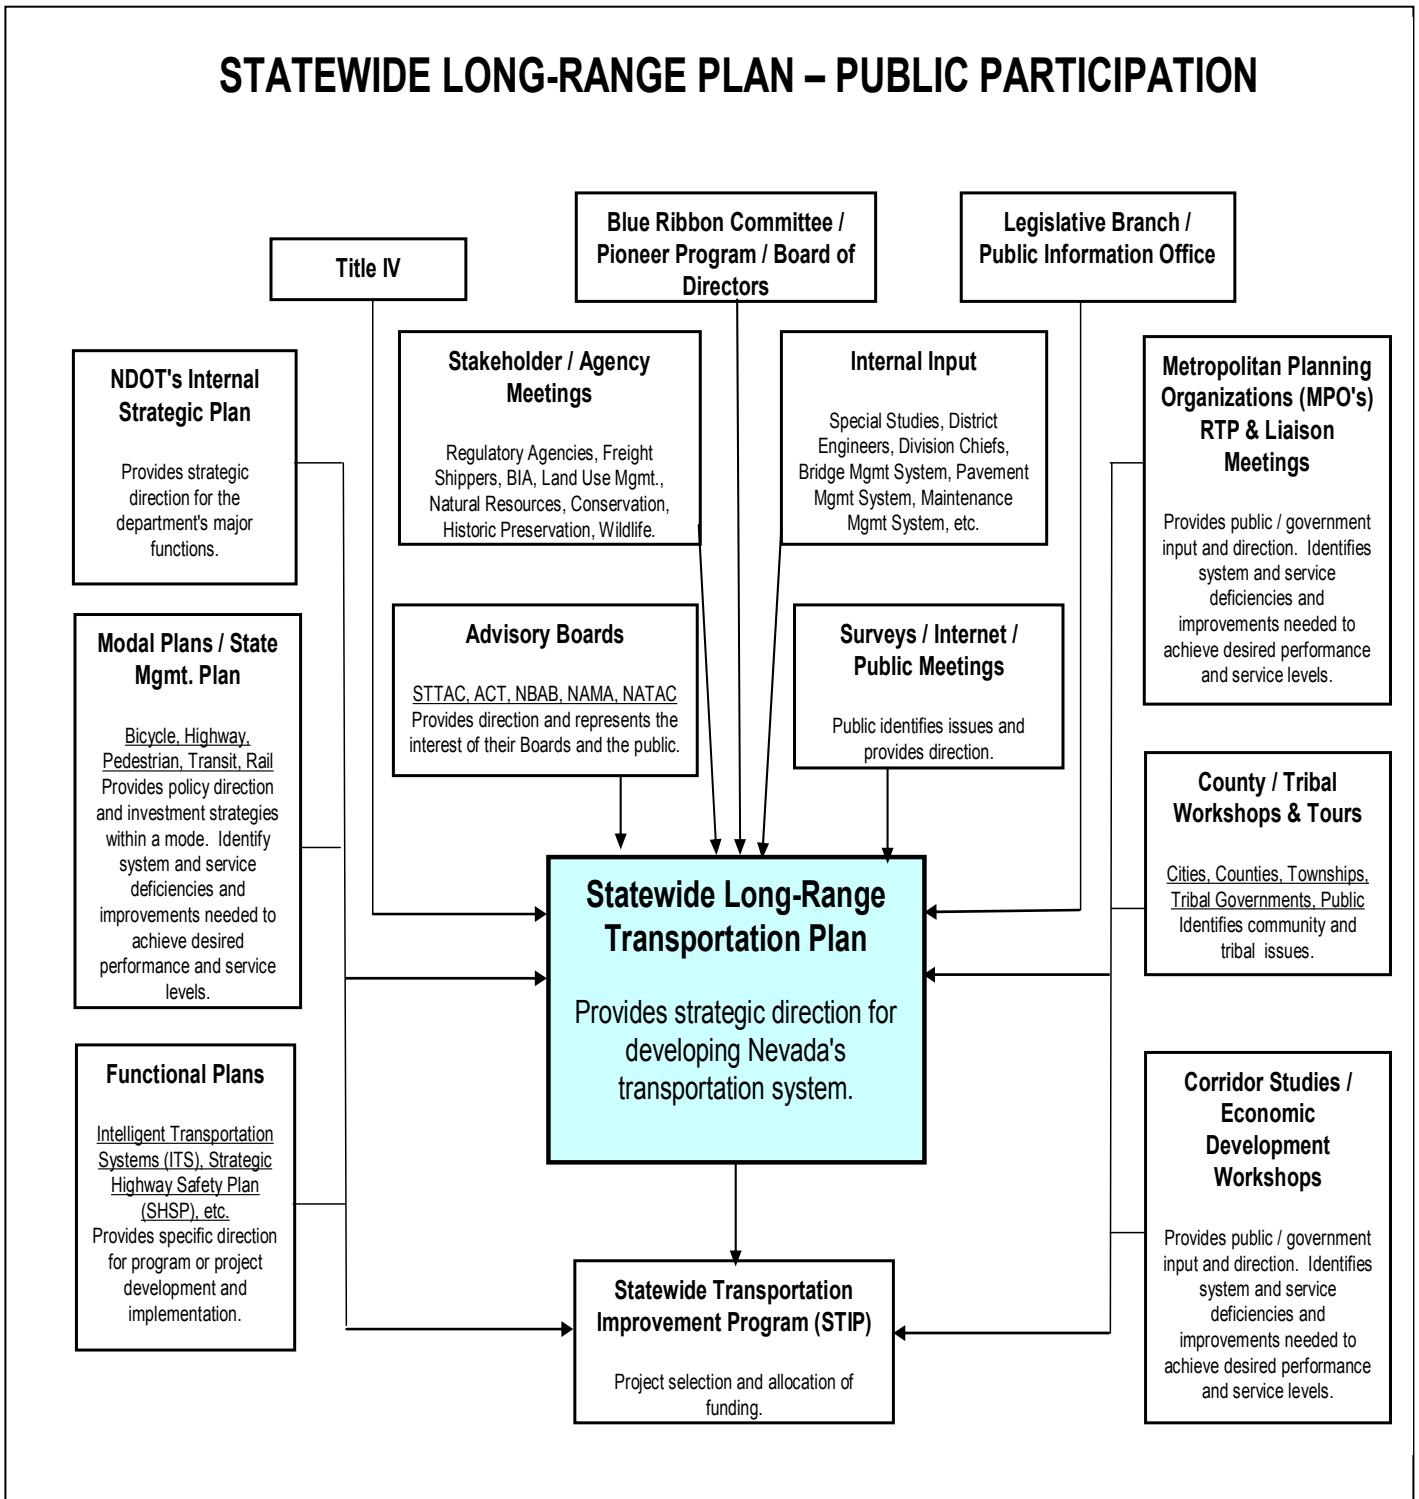 STATEWIDE LONG-RANGE PLAN – PUBLIC PARTICIPATION
Title IV
Blue Ribbon Committee /
Pioneer Program / Board of
Directors
Legislative Branch /
Public Information Office
NDOT's Internal
Strategic Plan
Provides strategic
direction for the
department's major
functions.
Stakeholder / Agency
Meetings
Regulatory Agencies, Freight
Shippers, BIA, Land Use Mgmt.,
Natural Resources, Conservation,
Historic Preservation, Wildlife.
Internal Input
Special Studies, District
Engineers, Division Chiefs,
Bridge Mgmt System, Pavement
Mgmt System, Maintenance
Mgmt System, etc.
Metropolitan Planning
Organizations (MPO's)
RTP & Liaison
Meetings
Provides public / government
input and direction.  Identifies
system and service
deficiencies and
improvements needed to
achieve desired performance
and service levels.
Modal Plans / State
Mgmt. Plan
Bicycle, Highway,
Pedestrian, Transit, Rail
Provides policy direction
and investment strategies
within a mode.  Identify
system and service
deficiencies and
improvements needed to
achieve desired
performance and service
levels.
Advisory Boards
STTAC, ACT, NBAB, NAMA, NATAC
Provides direction and represents the
interest of their Boards and the public.
Surveys / Internet /
Public Meetings
Public identifies issues and
provides direction.
County / Tribal
Workshops & Tours
Cities, Counties, Townships,
Tribal Governments, Public
Identifies community and
tribal  issues.
Statewide Long-Range
Transportation Plan
Provides strategic direction for
developing Nevada's
transportation system.
Functional Plans
Intelligent Transportation
Systems (ITS), Strategic
Highway Safety Plan
(SHSP), etc.
Provides specific direction
for program or project
development and
implementation.
Corridor Studies /
Economic
Development
Workshops
Provides public / government
input and direction.  Identifies
system and service
deficiencies and
improvements needed to
achieve desired performance
and service levels.
Statewide Transportation
Improvement Program (STIP)
Project selection and allocation of
funding.